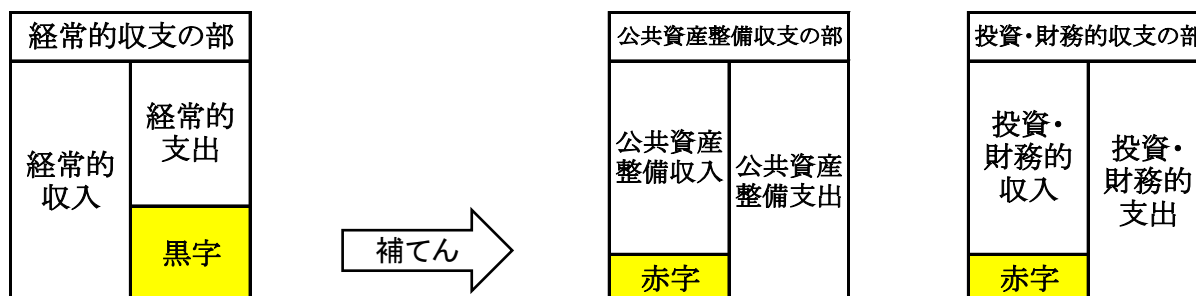 経常的収支の部
経常的
収入
経常的
支出
黒字
補てん
公共資産整備収支の部
公共資産
整備収入
赤字
公共資産
整備支出
投資・財務的収支の部
投資・
財務的
収入
赤字
投資・
財務的
支出